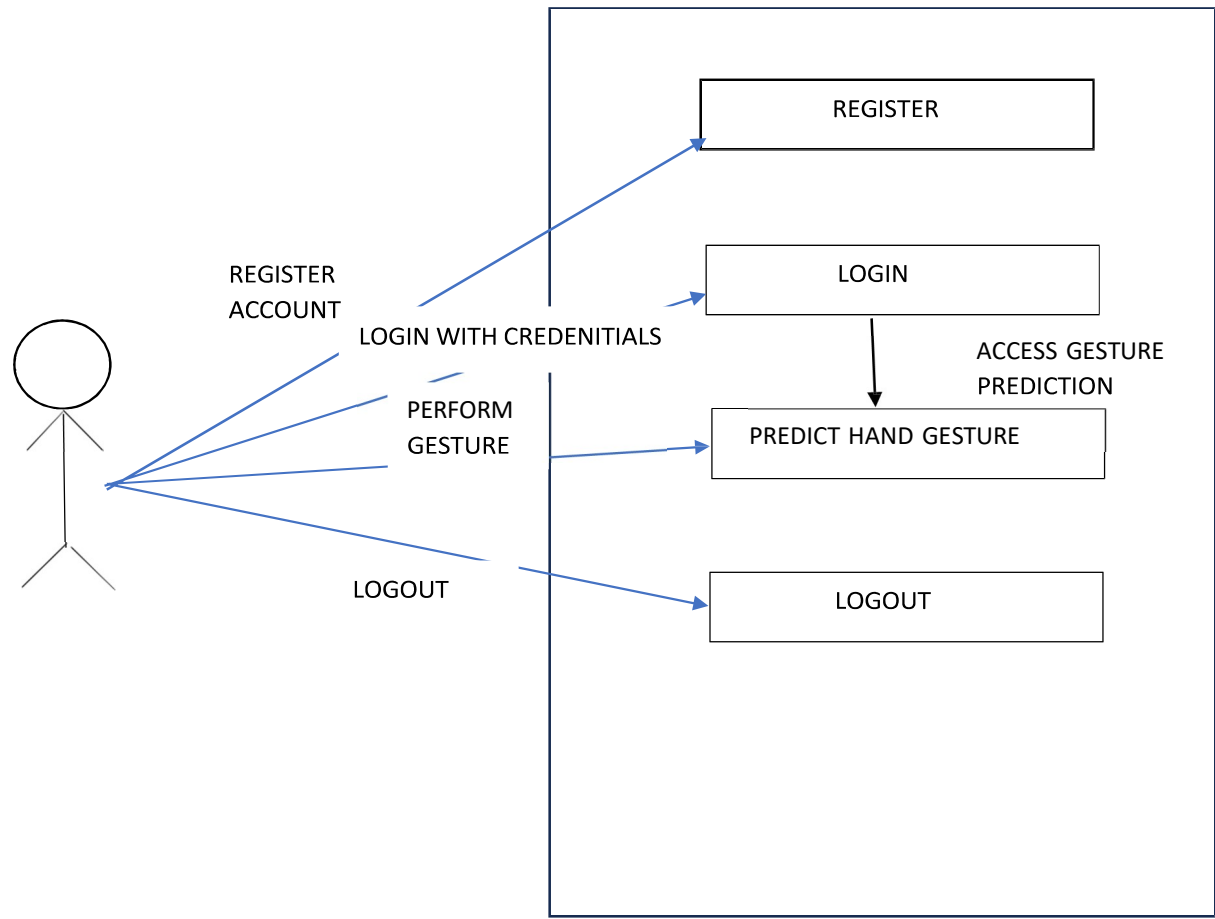 REGISTER
LOGIN
REGISTER
ACCOUNT
LOGIN WITH CREDENITIALS
ACCESS GESTURE
PREDICTION
PERFORM
GESTURE
PREDICT HAND GESTURE
LOGOUT
LOGOUT